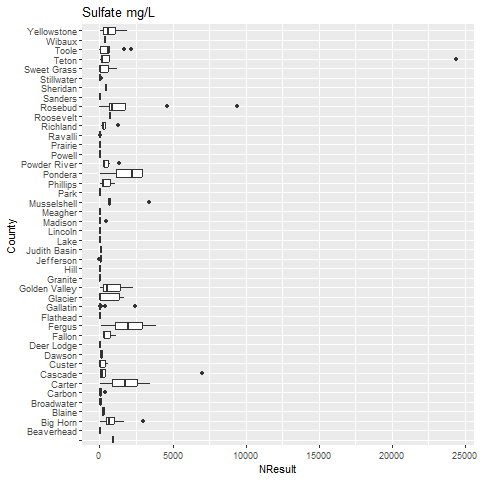 Sulfate mg/L
County
Yellowstone
Wibaux
Toole
Teton
Sweet Grass
Stillwater
Sheridan
Sanders
Rosebud
Roosevelt
Richland
Ravalli
Prairie
Powell
Powder River
Pondera
Phillips
Park
Musselshell
Meagher
Madison
Lincoln
Lake
Judith Basin
Jefferson
Hill
Granite
Golden Valley
Glacier
Gallatin
Flathead
Fergus
Fallon
Deer Lodge
Dawson
Custer
Cascade
Carter
Carbon
Broadwater
Blaine
Big Horn
Beaverhead
0 5000 10000 15000 20000 25000
NResult